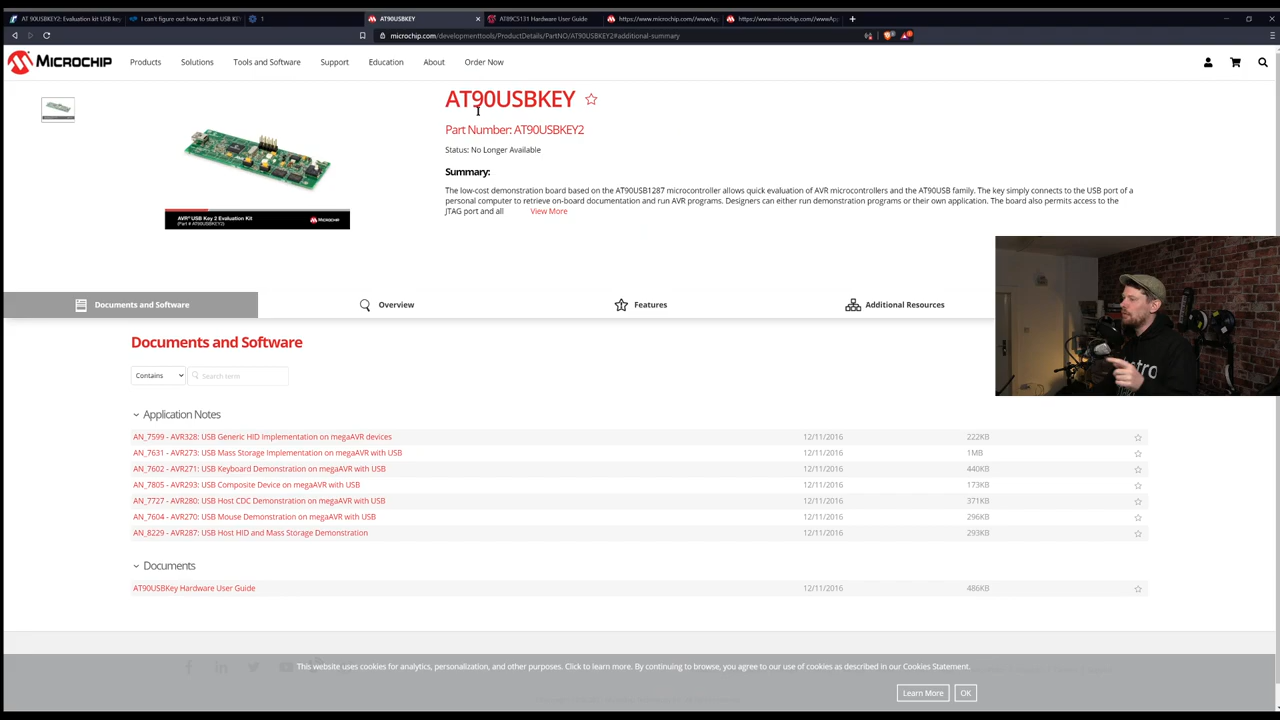 AT 90USBKEY2: Evaluation kit USB key
I can't figure out how to start USB KE
1
AT90USBKEY
AT89C5131 Hardware User Guide
https://www.microchip.com//wwwAp
https://www.microchip.com//wwwAp
microchip.com/developmenttools/ProductDetails/PartNO/AT90USBKEY2#additional-summary
MICROCHIP
Products
Solutions
Tools and Software
Support
Education
About
Order Now
AT90USBKEY
Part Number: AT90USBKEY2
Status: No Longer Available
Summary:
The low-cost demonstration board based on the AT90USB1287 microcontroller allows quick evaluation of AVR microcontrollers and the AT90USB family. The key simply connects to the USB port of a
personal computer to retrieve on-board documentation and run AVR programs. Designers can either run demonstration programs or their own application. The board also permits access to the
JTAG port and all View More
AVR® USB Key 2 Evaluation Kit
(Part # AT90USBKEY2)
MICROCHIP
Documents and Software
Overview
Features
Additional Resources
Documents and Software
Contains
Search term
Application Notes
AN_7599 - AVR328: USB Generic HID Implementation on megaAVR devices 12/11/2016 222KB
AN_7631 - AVR273: USB Mass Storage Implementation on megaAVR with USB 12/11/2016 1MB
AN_7602 - AVR271: USB Keyboard Demonstration on megaAVR with USB 12/11/2016 440KB
AN_7805 - AVR293: USB Composite Device on megaAVR with USB 12/11/2016 173KB
AN_7727 - AVR280: USB Host CDC Demonstration on megaAVR with USB 12/11/2016 371KB
AN_7604 - AVR270: USB Mouse Demonstration on megaAVR with USB 12/11/2016 296KB
AN_8229 - AVR287: USB Host HID and Mass Storage Demonstration 12/11/2016 293KB
Documents
AT90USBKey Hardware User Guide 12/11/2016 486KB
This website uses cookies for analytics, personalization, and other purposes. Click to learn more. By continuing to browse, you agree to our use of cookies as described in our Cookies Statement.
Learn More
OK